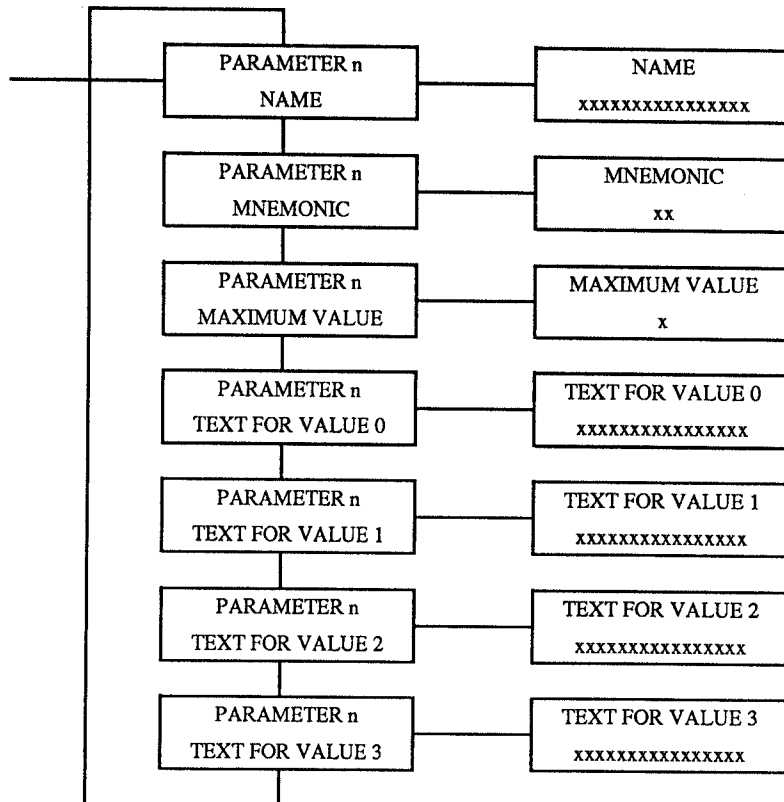 PARAMETER n
NAME
NAME
xxxxxxxxxxxxxxxx
PARAMETER n
MNEMONIC
MNEMONIC
xx
PARAMETER n
MAXIMUM VALUE
MAXIMUM VALUE
x
PARAMETER n
TEXT FOR VALUE 0
TEXT FOR VALUE 0
xxxxxxxxxxxxxxxx
PARAMETER n
TEXT FOR VALUE 1
TEXT FOR VALUE 1
xxxxxxxxxxxxxxxx
PARAMETER n
TEXT FOR VALUE 2
TEXT FOR VALUE 2
xxxxxxxxxxxxxxxx
PARAMETER n
TEXT FOR VALUE 3
TEXT FOR VALUE 3
xxxxxxxxxxxxxxxx